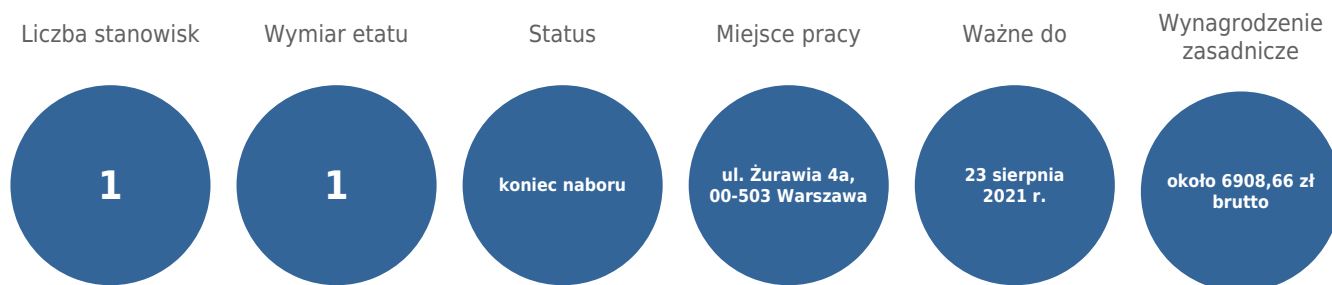 Liczba stanowisk
Wymiar etatu
Status
Miejsce pracy
Ważne do
Wynagrodzenie
zasadnicze
1
1
koniec naboru
ul. Żurawia 4a,
00-503 Warszawa
23 sierpnia
2021 r.
około 6908,66 zł
brutto